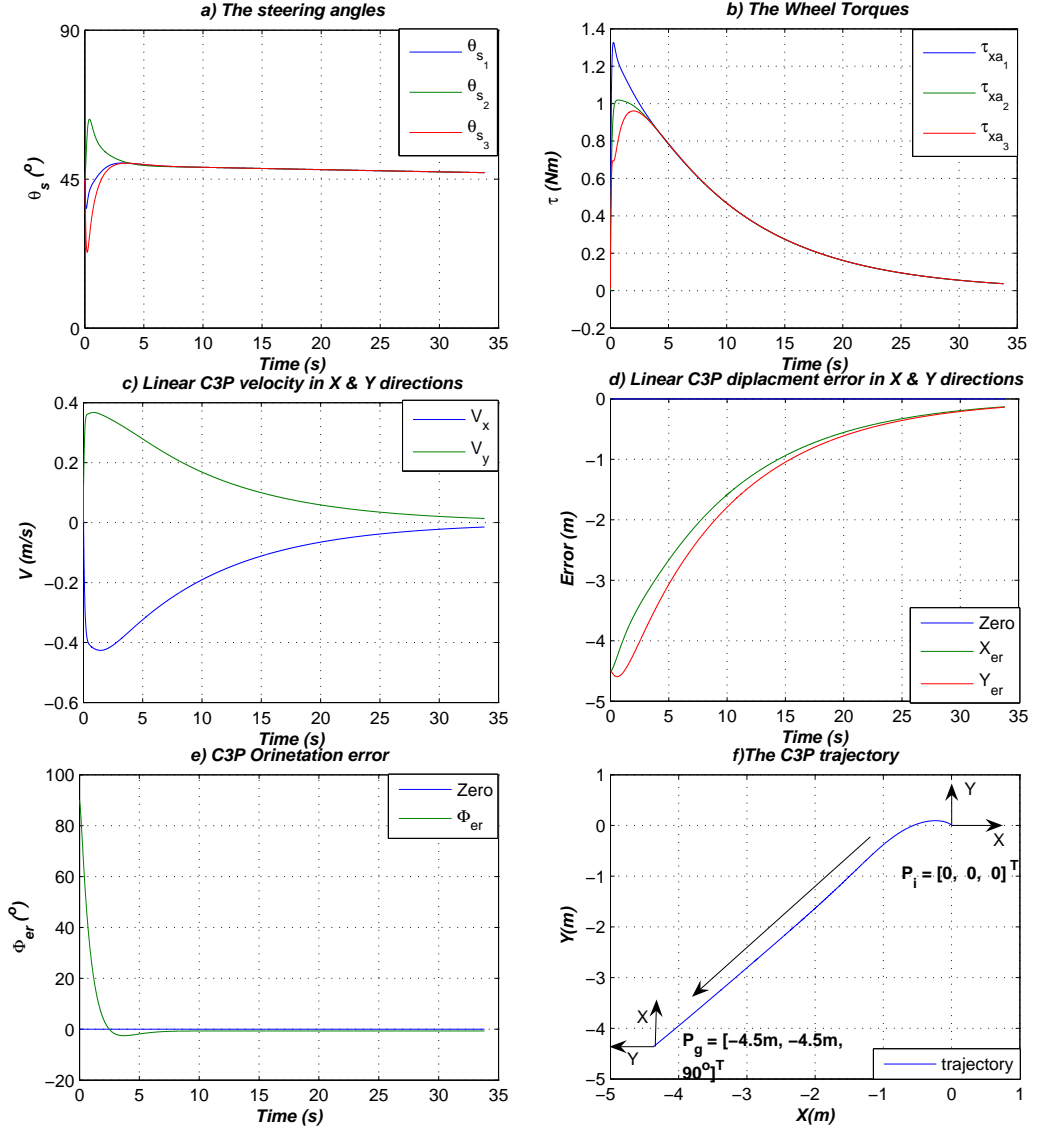 a) The steering angles
90
45
0
θs (°)
θs1
θs2
θs3
0 5 10 15 20 25 30 35
Time (s)
b) The Wheel Torques
1.4
1.2
1
0.8
0.6
0.4
0.2
0
−0.2
τ (Nm)
τxa1
τxa2
τxa3
0 5 10 15 20 25 30 35
Time (s)
c) Linear C3P velocity in X & Y directions
0.4
0.2
0
−0.2
−0.4
−0.6
V (m/s)
Vx
Vy
0 5 10 15 20 25 30 35
Time (s)
d) Linear C3P diplacment error in X & Y directions
0
−1
−2
−3
−4
−5
Error (m)
Zero
Xer
Yer
0 5 10 15 20 25 30 35
Time (s)
e) C3P Orinetation error
100
80
60
40
20
0
−20
Φer (°)
Zero
Φer
0 5 10 15 20 25 30 35
Time (s)
f)The C3P trajectory
1
0
−1
−2
−3
−4
−5
Y(m)
Y
X
Pi = [0, 0, 0]T
X
Y
Pg = [−4.5m, −4.5m,
90o]T
trajectory
−5 −4 −3 −2 −1 0 1
X(m)